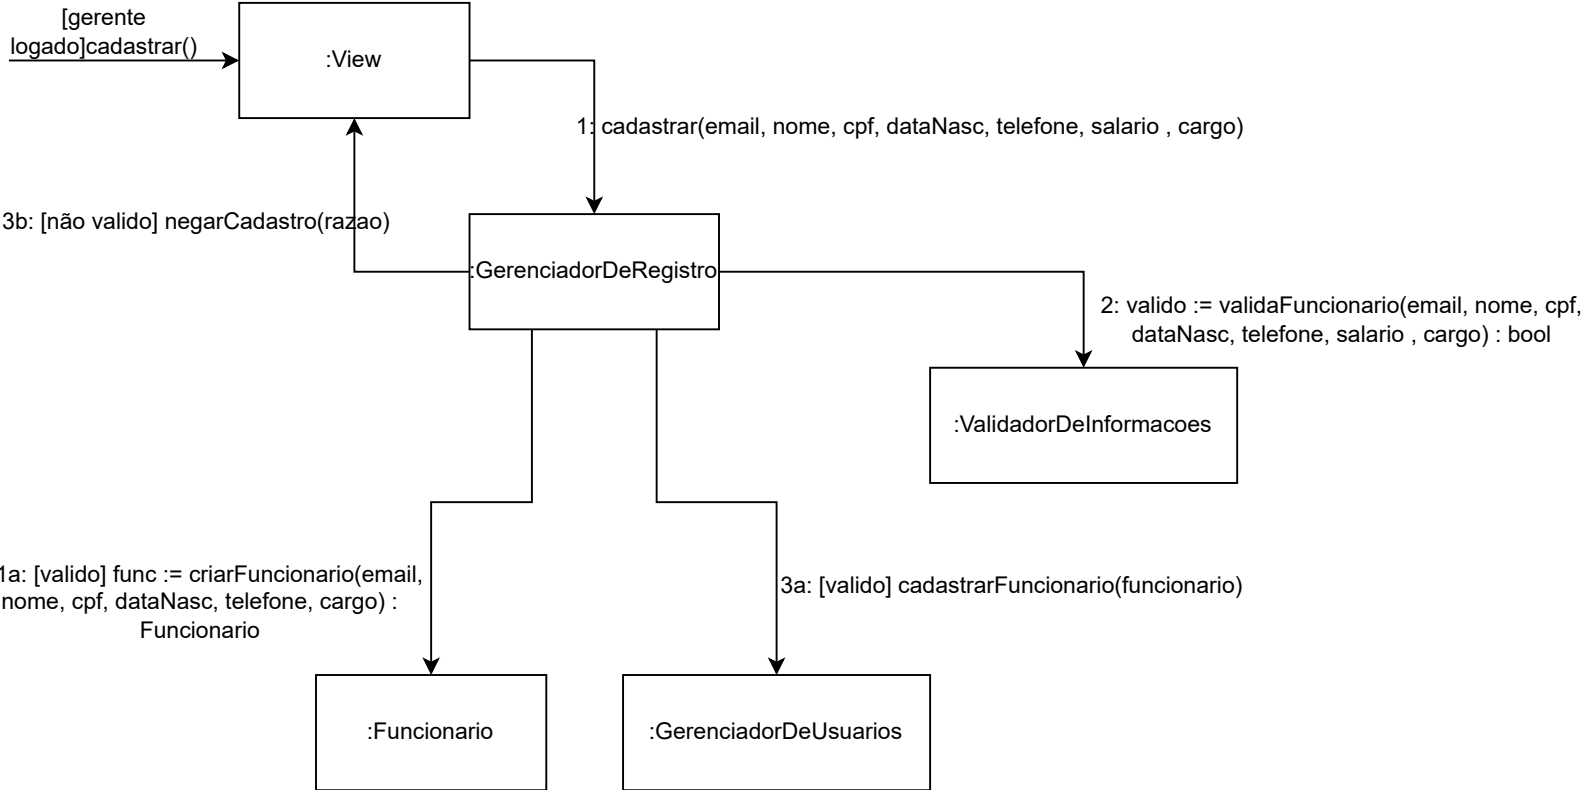 [gerente
logado]cadastrar()
:View
1: cadastrar(email, nome, cpf, dataNasc, telefone, salario , cargo)
3b: [não valido] negarCadastro(razao)
:GerenciadorDeRegistro
2: valido := validaFuncionario(email, nome, cpf,
dataNasc, telefone, salario , cargo) : bool
:ValidadorDeInformacoes
1a: [valido] func := criarFuncionario(email,
nome, cpf, dataNasc, telefone, cargo) :
Funcionario
3a: [valido] cadastrarFuncionario(funcionario)
:Funcionario
:GerenciadorDeUsuarios